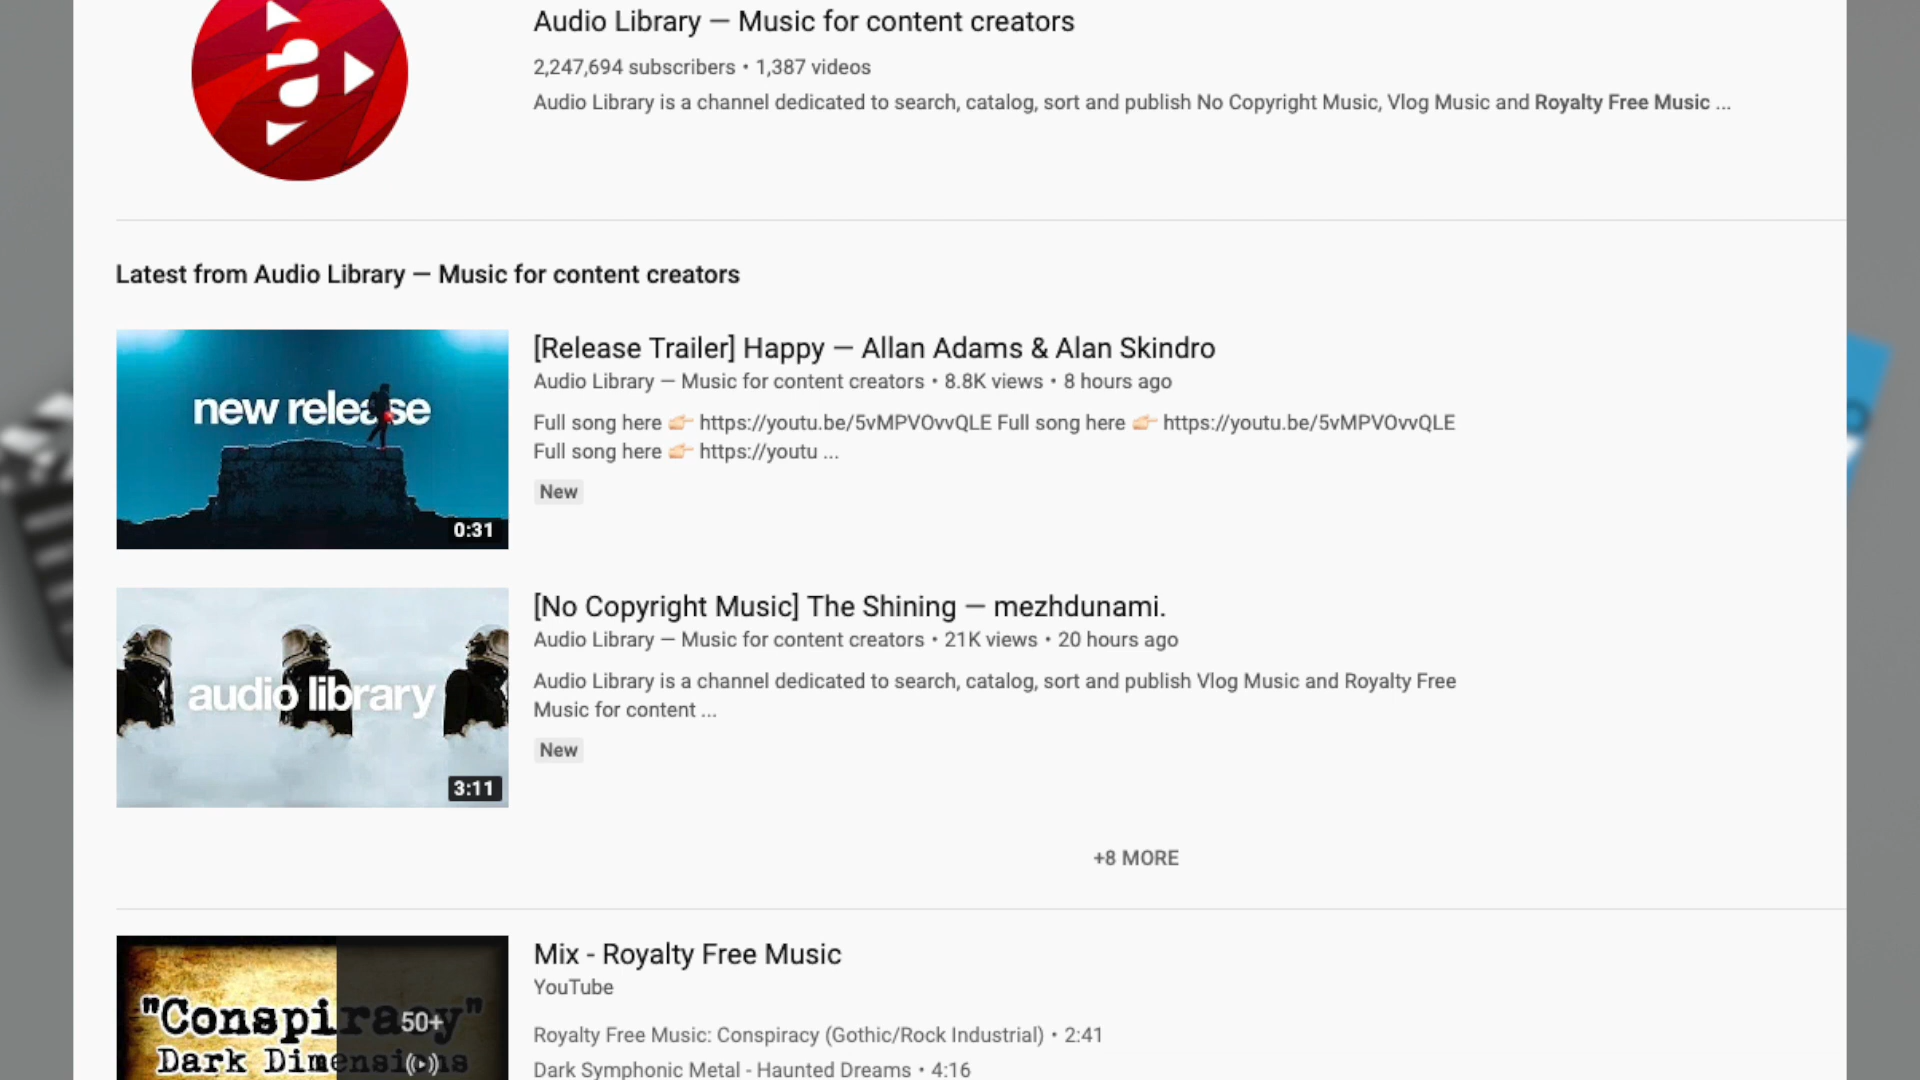 a
Audio Library — Music for content creators
2,247,694 subscribers • 1,387 videos
Audio Library is a channel dedicated to search, catalog, sort and publish No Copyright Music, Vlog Music and Royalty Free Music ...
Latest from Audio Library — Music for content creators
new release
0:31
[Release Trailer] Happy — Allan Adams & Alan Skindro
Audio Library — Music for content creators • 8.8K views • 8 hours ago
Full song here 👉🏻 https://youtu.be/5vMPVOvvQLE Full song here 👉🏻 https://youtu.be/5vMPVOvvQLE
Full song here 👉🏻 https://youtu ...
New
audio library
3:11
[No Copyright Music] The Shining — mezhdunami.
Audio Library — Music for content creators • 21K views • 20 hours ago
Audio Library is a channel dedicated to search, catalog, sort and publish Vlog Music and Royalty Free
Music for content ...
New
+8 MORE
"Conspiracy"
Dark Dimensions
50+
Mix - Royalty Free Music
YouTube
Royalty Free Music: Conspiracy (Gothic/Rock Industrial) • 2:41
Dark Symphonic Metal - Haunted Dreams • 4:16